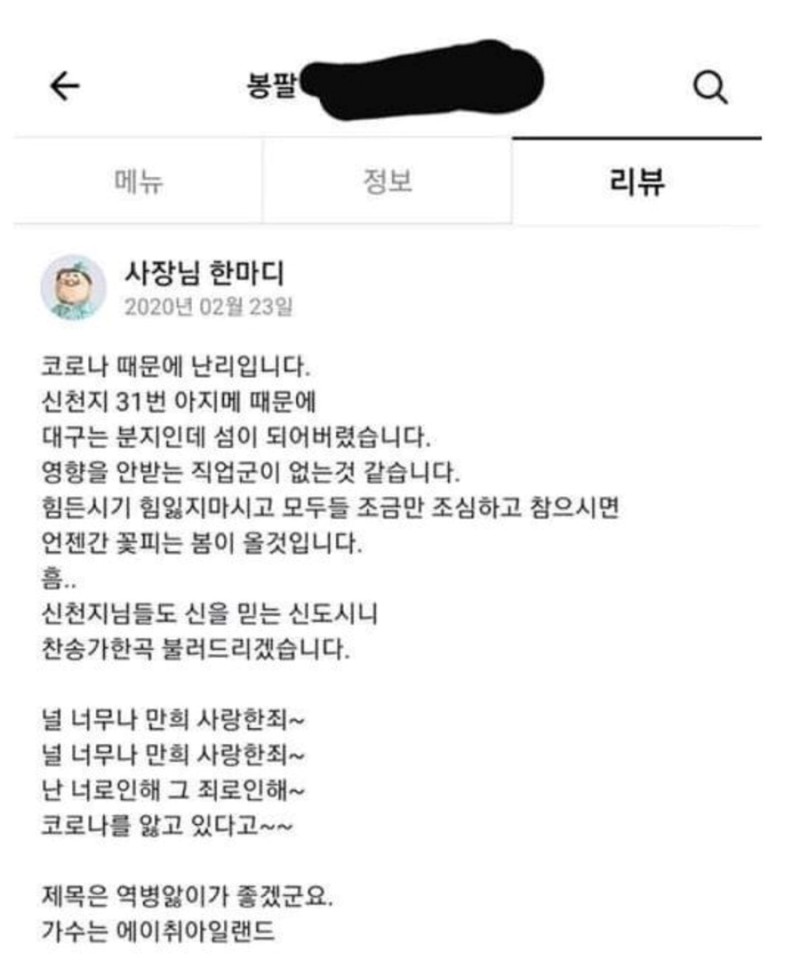 봉팔
메뉴
정보
리뷰
사장님 한마디
2020년 02월 23일
코로나 때문에 난리입니다.
신천지 31번 아지메 때문에
대구는 분지인데 섬이 되어버렸습니다.
영향을 안받는 직업군이 없는것 같습니다.
힘든시기 힘잃지마시고 모두들 조금만 조심하고 참으시면
언젠간 꽃피는 봄이 올것입니다.
흠..
신천지님들도 신을 믿는 신도시니
찬송가한곡 불러드리겠습니다.
널 너무나 만희 사랑한죄~
널 너무나 만희 사랑한죄~
난 너로인해 그 죄로인해~
코로나를 앓고 있다고~~
제목은 역병앓이가 좋겠군요.
가수는 에이취아일랜드